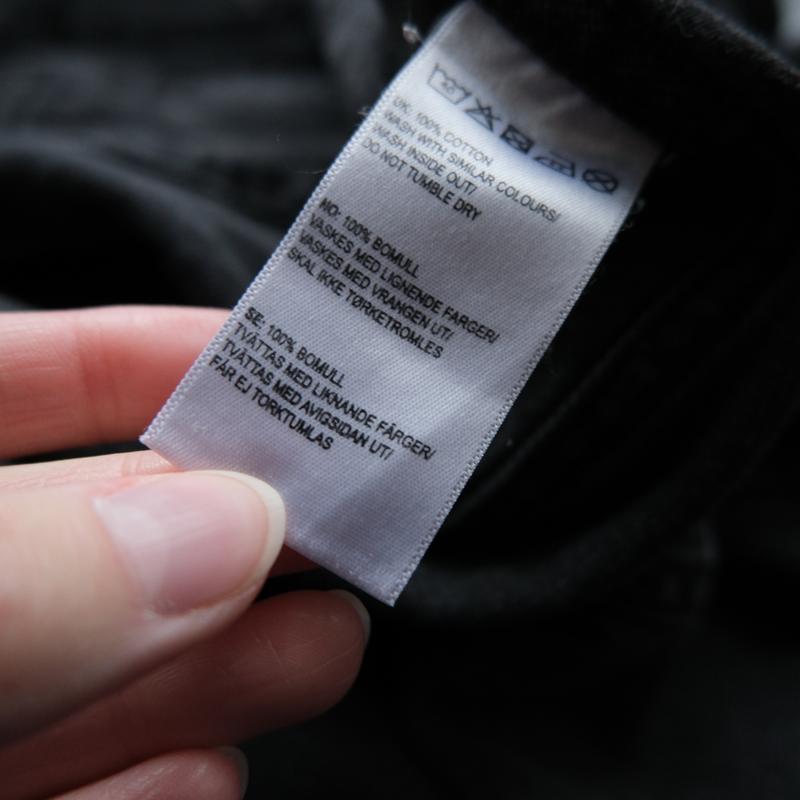 UK: 100% COTTON
WASH WITH SIMILAR COLOURS/
WASH INSIDE OUT/
DO NOT TUMBLE DRY
NO: 100% BOMULL
VASKES MED LIGNENDE FARGER/
VASKES MED VRANGEN UT/
SKAL IKKE TØRKETROMLES
SE: 100% BOMULL
TVÄTTAS MED LIKNANDE FÄRGER/
TVÄTTAS MED AVIGSIDAN UT/
FÅR EJ TORKTUMLAS